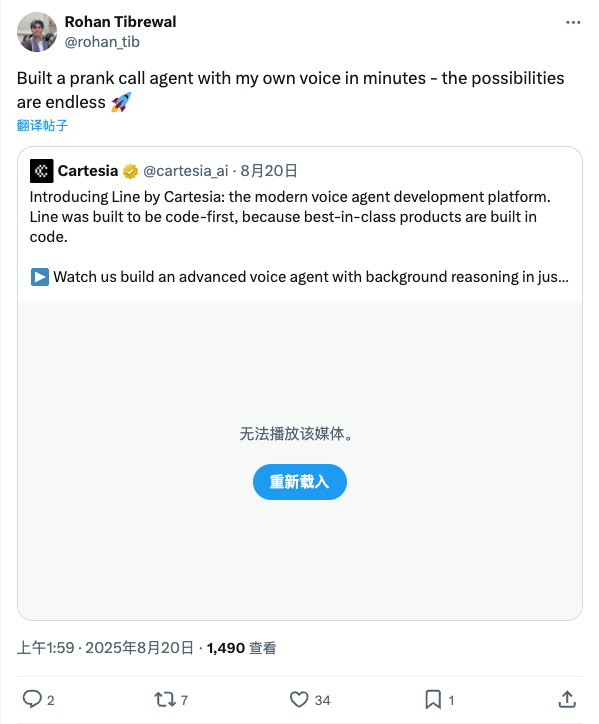 Rohan Tibrewal
@rohan_tib
Built a prank call agent with my own voice in minutes - the possibilities
are endless 🚀
翻译帖子
Cartesia @cartesia_ai · 8月20日
Introducing Line by Cartesia: the modern voice agent development platform.
Line was built to be code-first, because best-in-class products are built in
code.
▶️ Watch us build an advanced voice agent with background reasoning in jus...
无法播放该媒体。
重新载入
上午1:59 · 2025年8月20日 · 1,490 查看
2 7 34 1